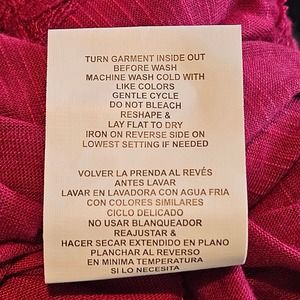 TURN GARMENT INSIDE OUT
BEFORE WASH
MACHINE WASH COLD WITH
LIKE COLORS
GENTLE CYCLE
DO NOT BLEACH
RESHAPE &
LAY FLAT TO DRY
IRON ON REVERSE SIDE ON
LOWEST SETTING IF NEEDED
VOLVER LA PRENDA AL REVÉS
ANTES LAVAR
LAVAR EN LAVADORA CON AGUA FRIA
CON COLORES SIMILARES
CICLO DELICADO
NO USAR BLANQUEADOR
REAJUSTAR &
HACER SECAR EXTENDIDO EN PLANO
PLANCHAR AL REVERSO
EN MINIMA TEMPERATURA
SI LO NECESITA